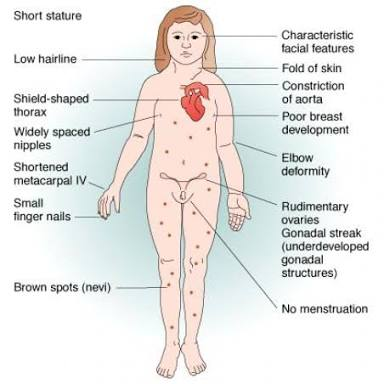 Short stature
Low hairline
Shield-shaped
thorax
Widely spaced
nipples
Shortened
metacarpal IV
Small
finger nails
Brown spots (nevi)
Characteristic
facial features
Fold of skin
Constriction
of aorta
Poor breast
development
Elbow
deformity
Rudimentary
ovaries
Gonadal streak
(underdeveloped
gonadal
structures)
No menstruation